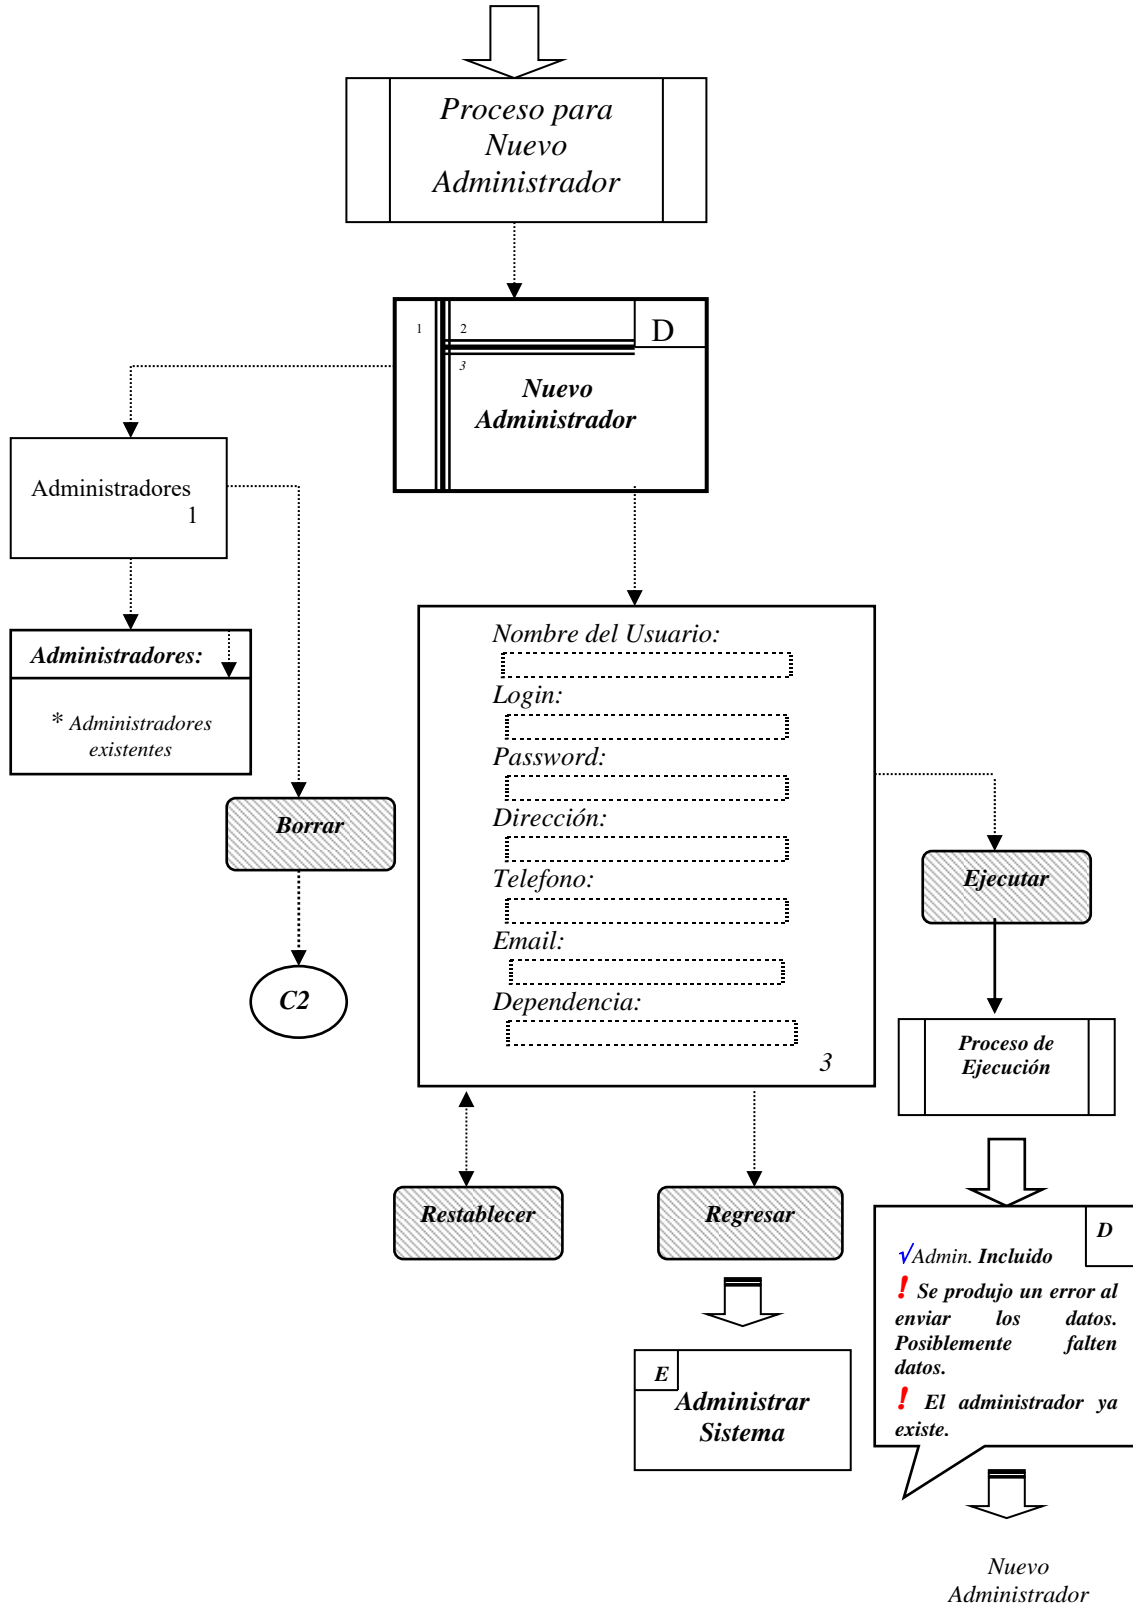 Proceso para
Nuevo
Administrador
1
2
D
3
Nuevo
Administrador
Administradores
1
Administradores:
* Administradores
existentes
Borrar
C2
Nombre del Usuario:
Login:
Password:
Dirección:
Telefono:
Email:
Dependencia:
3
Ejecutar
Proceso de
Ejecución
Restablecer
Regresar
E
Administrar
Sistema
D
√Admin. Incluido
! Se produjo un error al
enviar los datos.
Posiblemente falten
datos.
! El administrador ya
existe.
Nuevo
Administrador